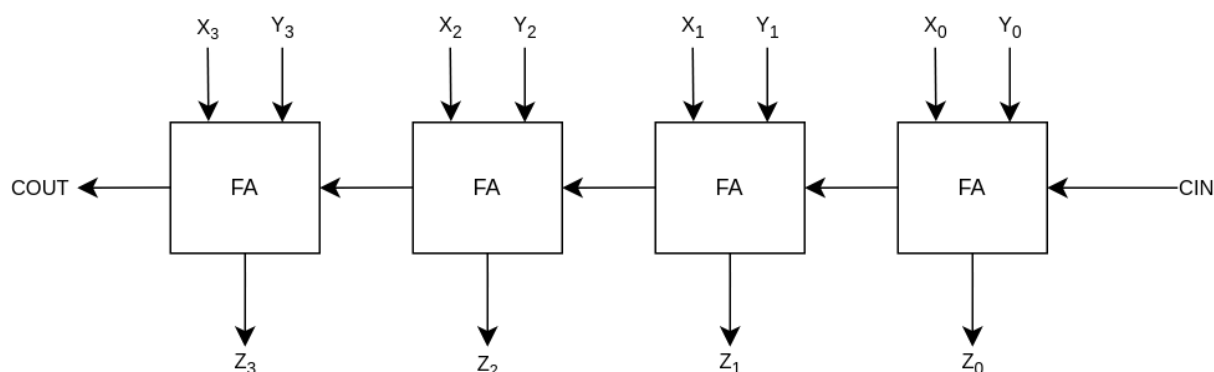 X₃ Y₃ X₂ Y₂ X₁ Y₁ X₀ Y₀
COUT FA FA FA FA CIN
Z₃ Z₂ Z₁ Z₀